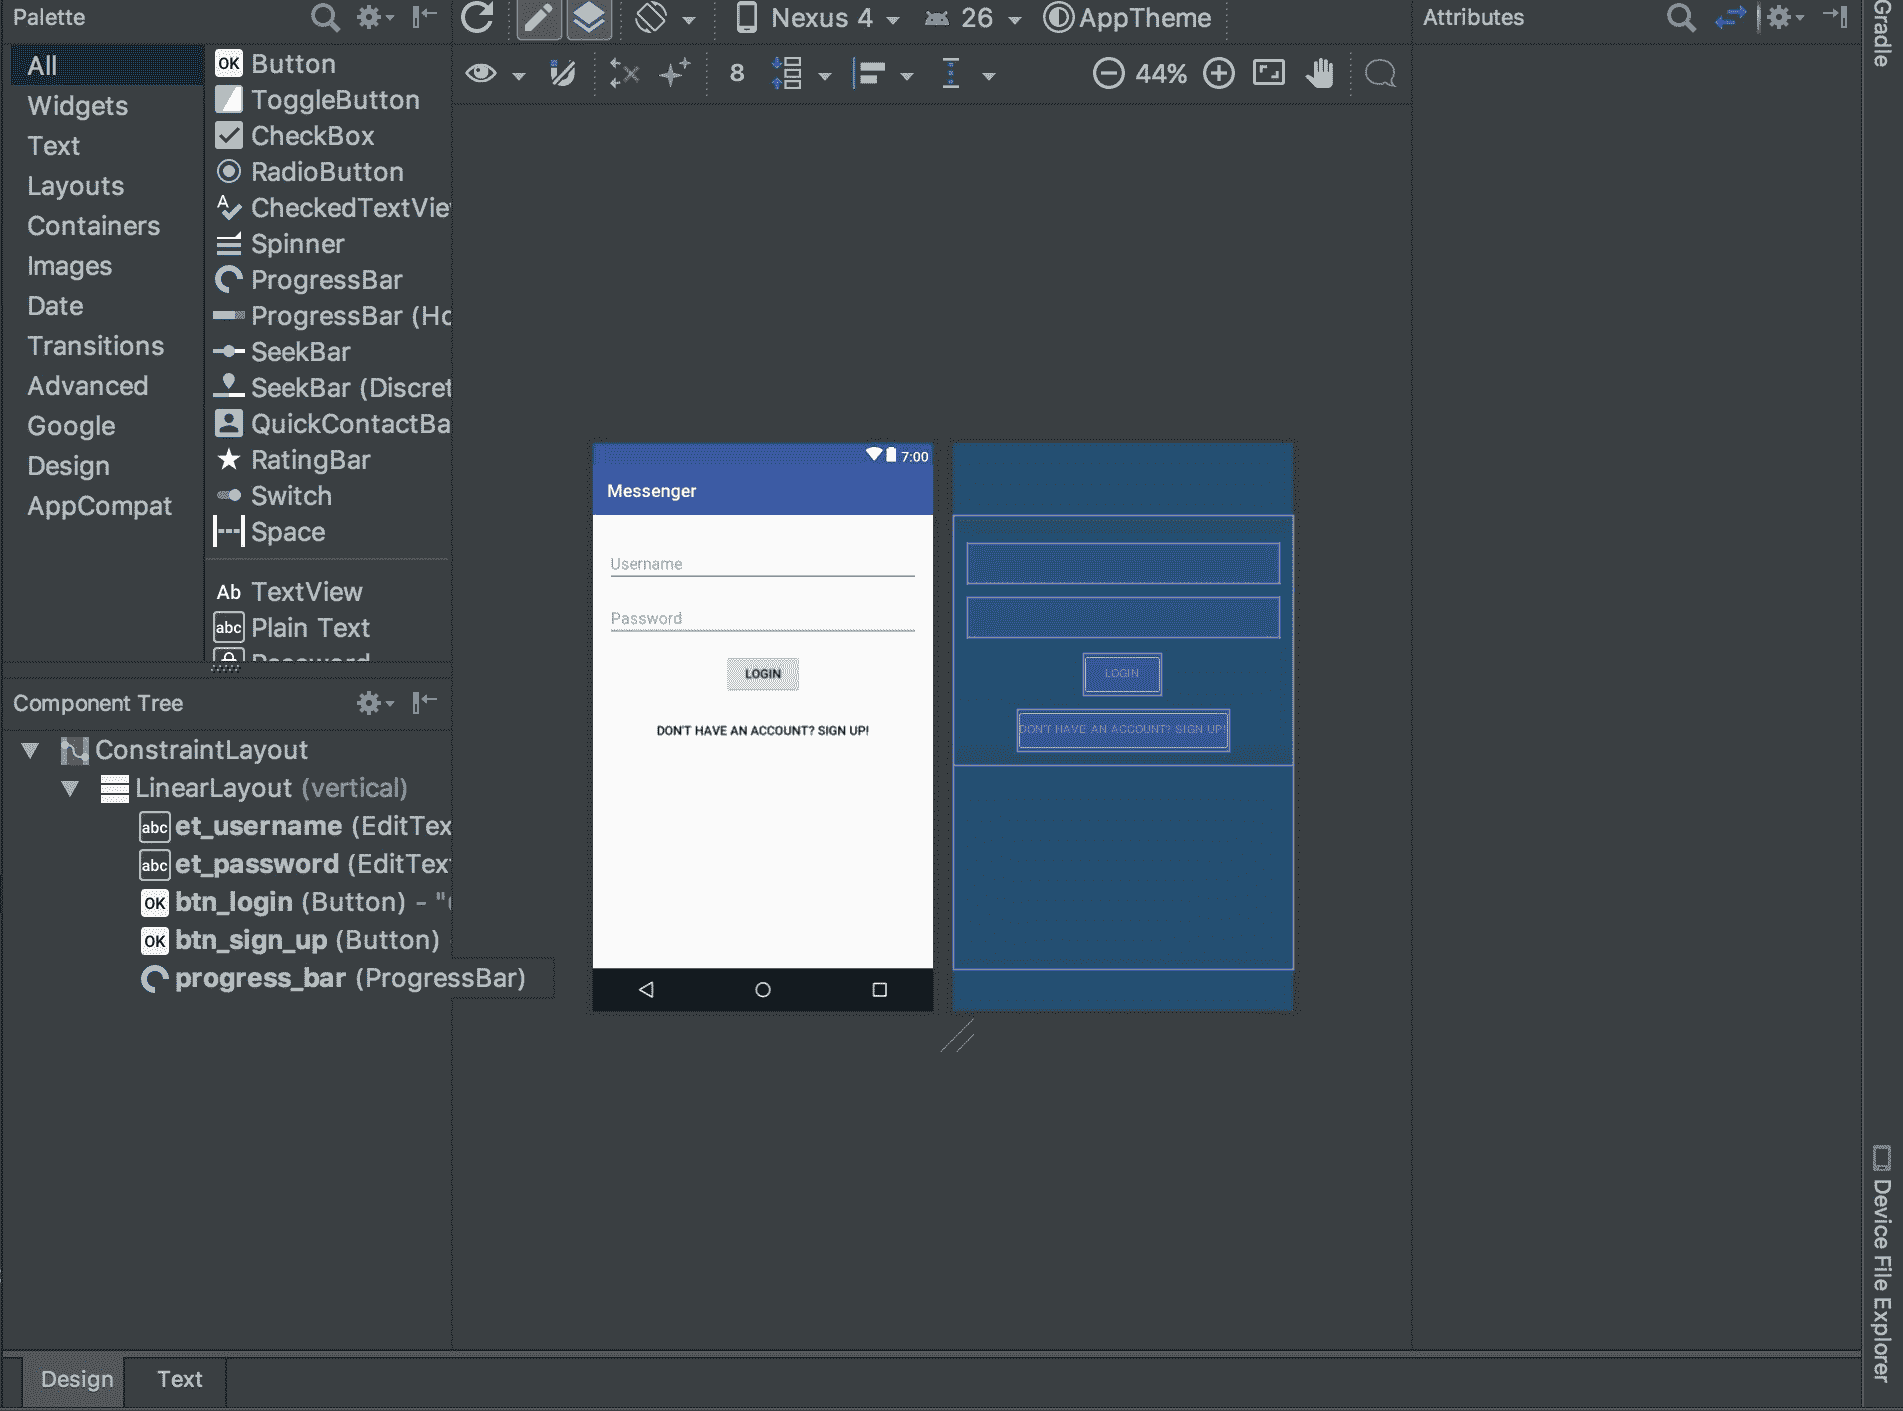 Palette
Nexus 4
26
AppTheme
Attributes
Gradle
8
44%
All
Widgets
Text
Layouts
Containers
Images
Date
Transitions
Advanced
Google
Design
AppCompat
OK Button
ToggleButton
CheckBox
RadioButton
A CheckedTextVie
Spinner
ProgressBar
ProgressBar (Ho
SeekBar
SeekBar (Discret
QuickContactBa
RatingBar
Switch
Space
Ab TextView
abc Plain Text
Password
7:00
Messenger
Username
Password
LOGIN
DON'T HAVE AN ACCOUNT? SIGN UP!
LOGIN
DON'T HAVE AN ACCOUNT? SIGN UP!
Component Tree
ConstraintLayout
LinearLayout (vertical)
abc et_username (EditTex
abc et_password (EditText
OK btn_login (Button) – "
OK btn_sign_up (Button)
progress_bar (ProgressBar)
Device File Explorer
Design
Text